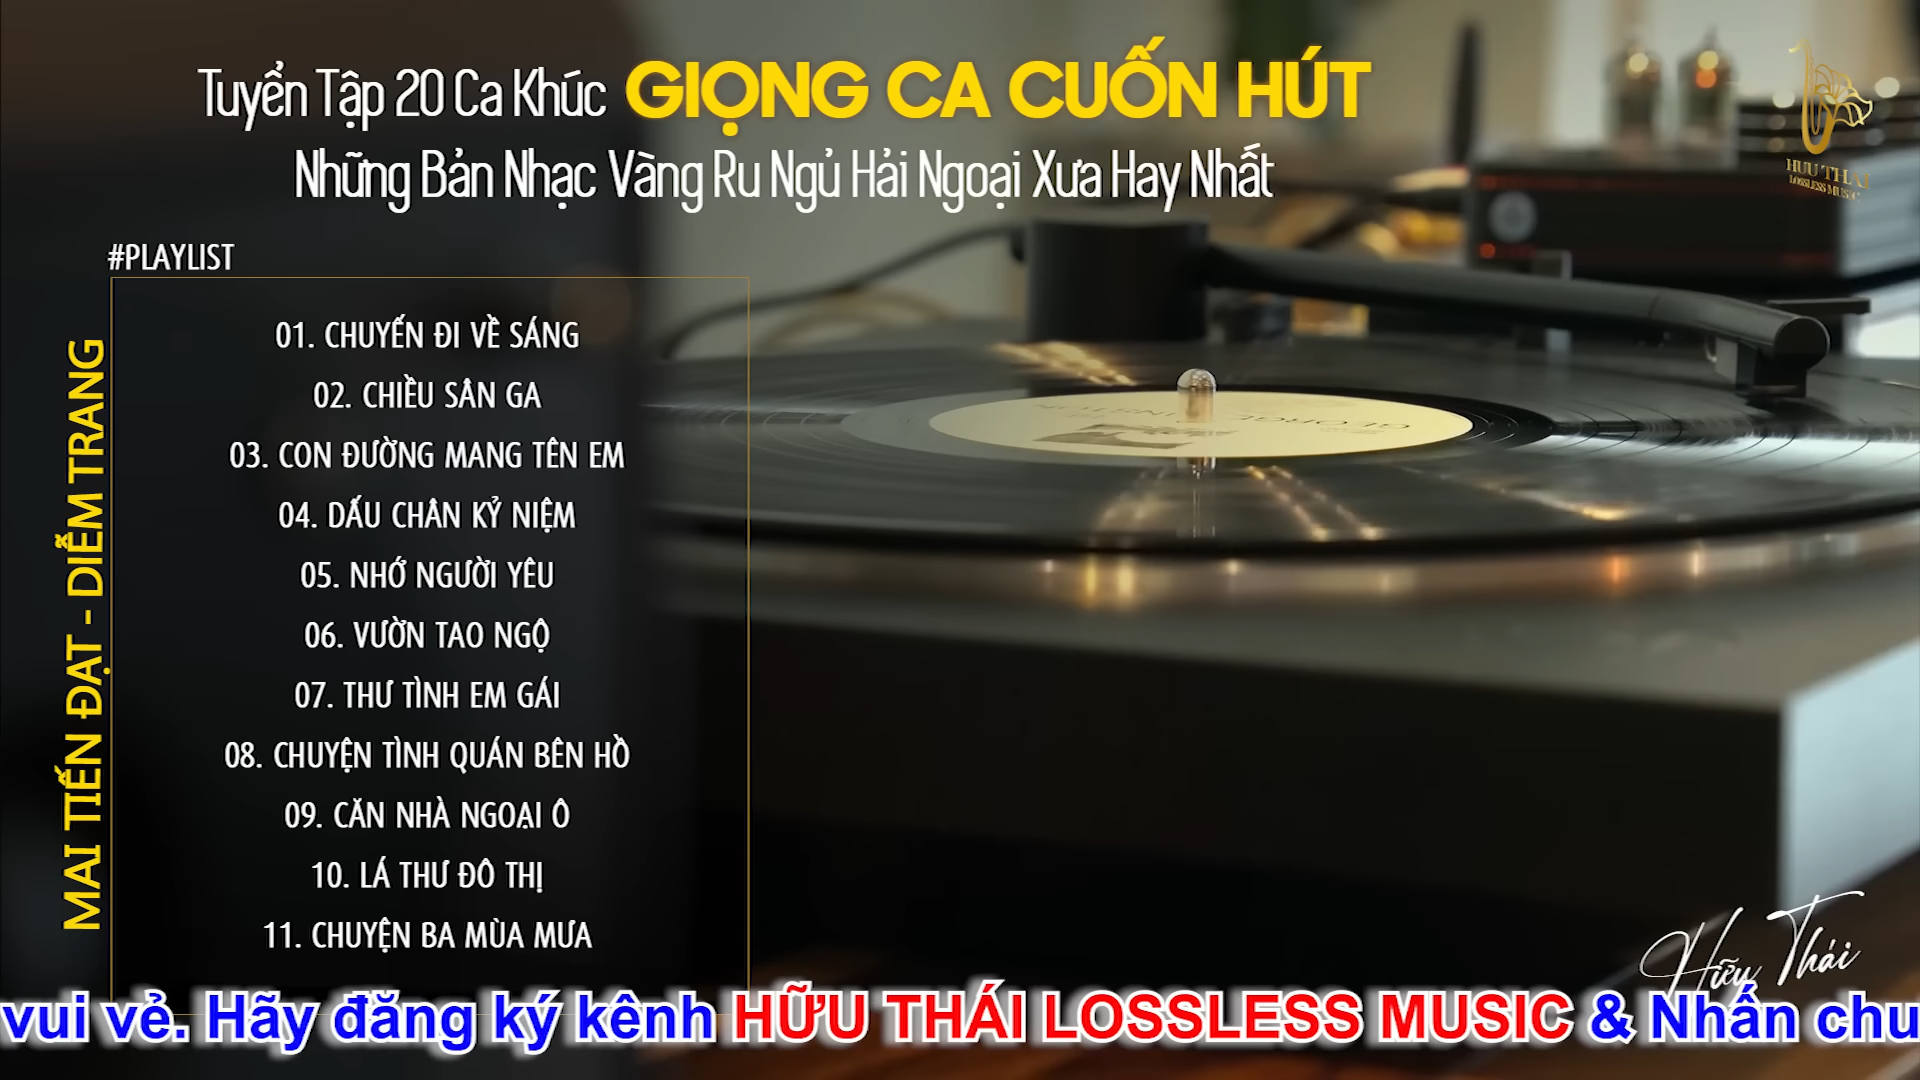 Tuyển Tập 20 Ca Khúc GIỌNG CA CUỐN HÚT
Những Bản Nhạc Vàng Ru Ngủ Hải Ngoại Xưa Hay Nhất
HUU THAI
LOSSLESS MUSIC
#PLAYLIST
MAI TIẾN ĐẠT - DIỄM TRANG
01. CHUYẾN ĐI VỀ SÁNG
02. CHIỀU SÂN GA
03. CON ĐƯỜNG MANG TÊN EM
04. DẤU CHÂN KỶ NIỆM
05. NHỚ NGƯỜI YÊU
06. VƯỜN TAO NGỘ
07. THƯ TÌNH EM GÁI
08. CHUYỆN TÌNH QUÁN BÊN HỒ
09. CĂN NHÀ NGOẠI Ô
10. LÁ THƯ ĐÔ THỊ
11. CHUYỆN BA MÙA MƯA
Hữu Thái
vui vẻ. Hãy đăng ký kênh HỮU THÁI LOSSLESS MUSIC & Nhấn chu